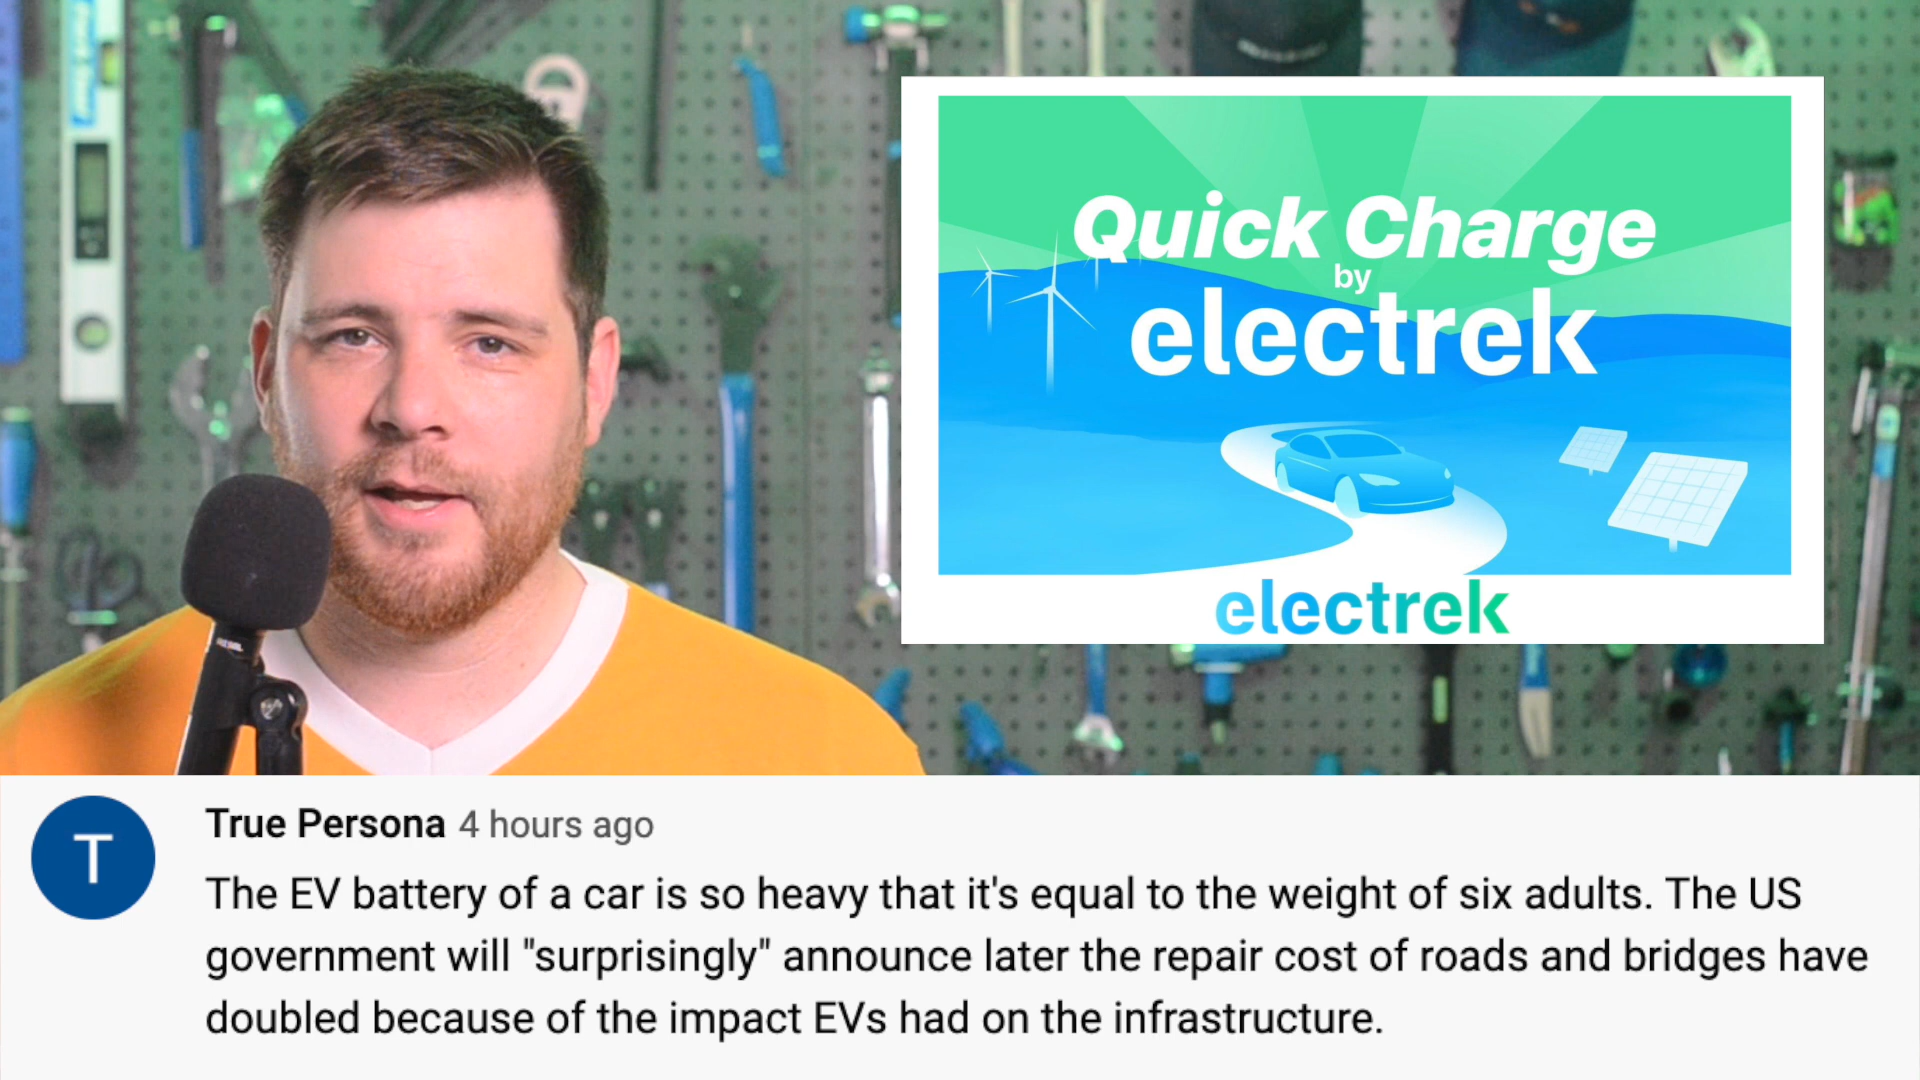 Quick Charge
by
electrek
electrek
T
True Persona 4 hours ago
The EV battery of a car is so heavy that it's equal to the weight of six adults. The US
government will "surprisingly" announce later the repair cost of roads and bridges have
doubled because of the impact EVs had on the infrastructure.